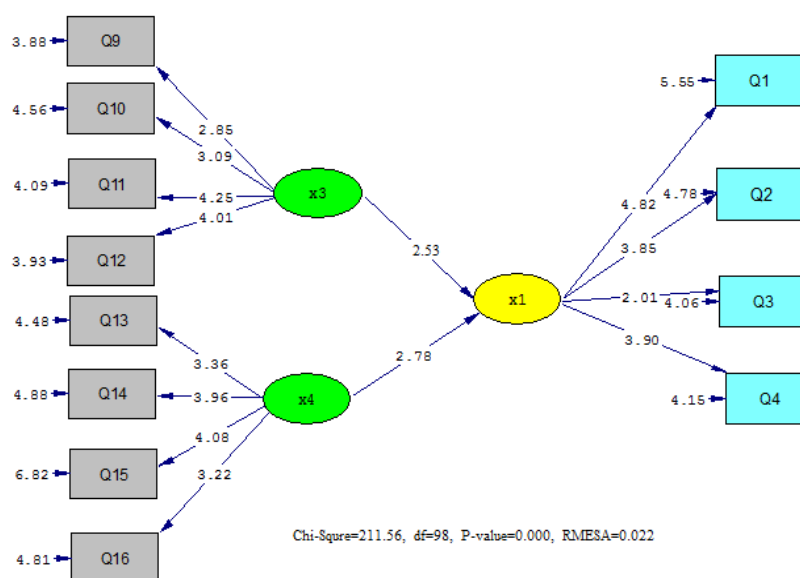 3.88 Q9
4.56 Q10
4.09 Q11
3.93 Q12
4.48 Q13
4.88 Q14
6.82 Q15
4.81 Q16
2.85
3.09
4.25
4.01
x3
3.36
3.96
4.08
3.22
x4
2.53
2.78
x1
4.82
3.85
2.01
3.90
5.55 Q1
4.78 Q2
4.06 Q3
4.15 Q4
Chi-Squre=211.56, df=98, P-value=0.000, RMESA=0.022